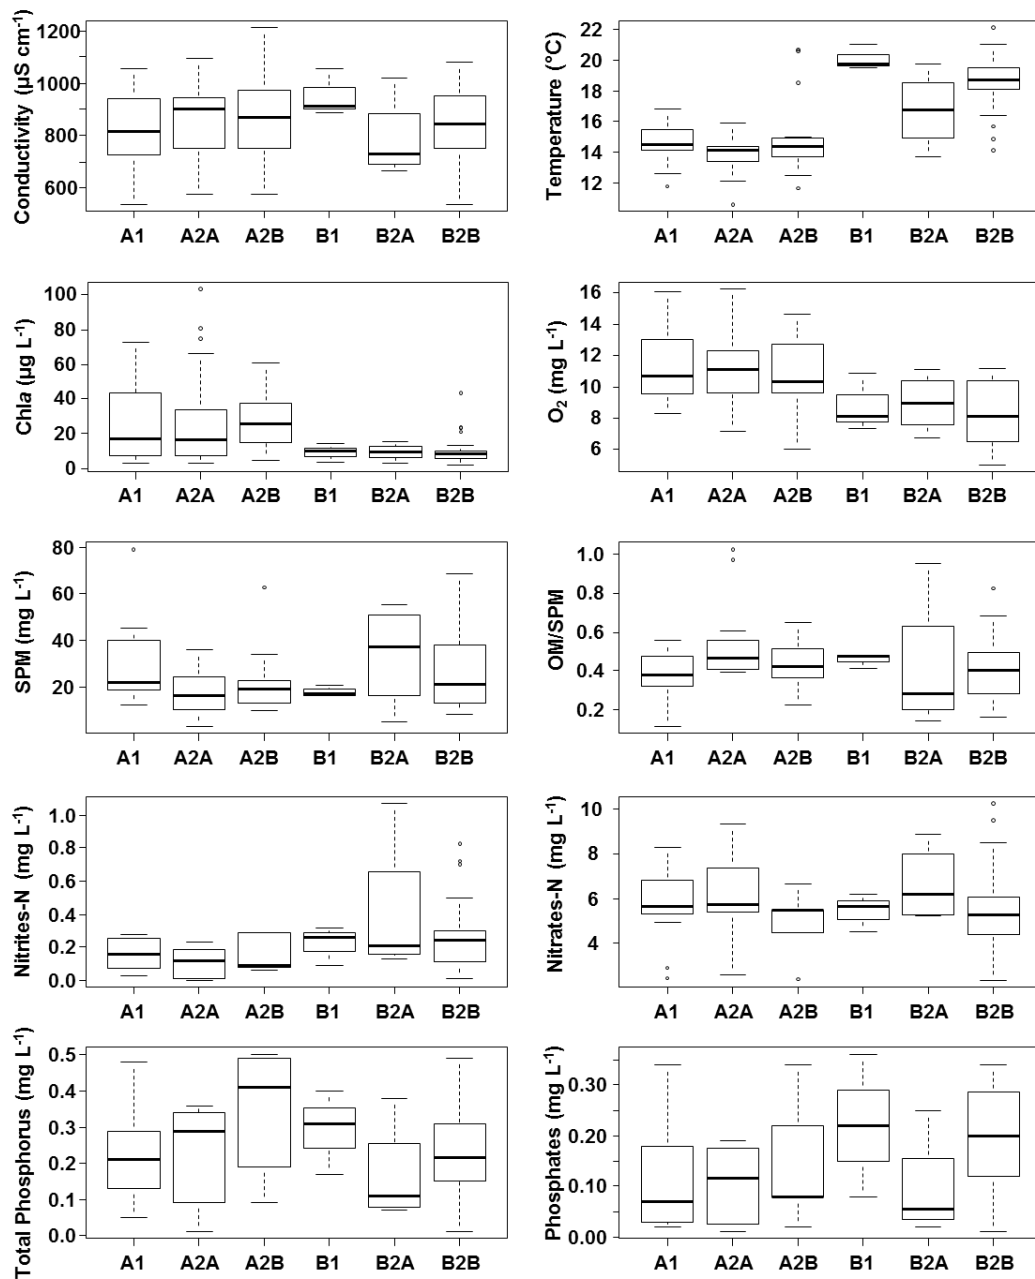 Conductivity (µS cm-1)
1200
1000
800
600
A1 A2A A2B B1 B2A B2B
Temperature (°C)
22
20
18
16
14
12
A1 A2A A2B B1 B2A B2B
Chla (µg L-1)
100
80
60
40
20
0
A1 A2A A2B B1 B2A B2B
O2 (mg L-1)
16
14
12
10
8
6
A1 A2A A2B B1 B2A B2B
SPM (mg L-1)
80
60
40
20
A1 A2A A2B B1 B2A B2B
OM/SPM
1.0
0.8
0.6
0.4
0.2
A1 A2A A2B B1 B2A B2B
Nitrites-N (mg L-1)
1.0
0.8
0.6
0.4
0.2
0.0
A1 A2A A2B B1 B2A B2B
Nitrates-N (mg L-1)
10
8
6
4
A1 A2A A2B B1 B2A B2B
Total Phosphorus (mg L-1)
0.5
0.4
0.3
0.2
0.1
0.0
A1 A2A A2B B1 B2A B2B
Phosphates (mg L-1)
0.30
0.20
0.10
0.00
A1 A2A A2B B1 B2A B2B